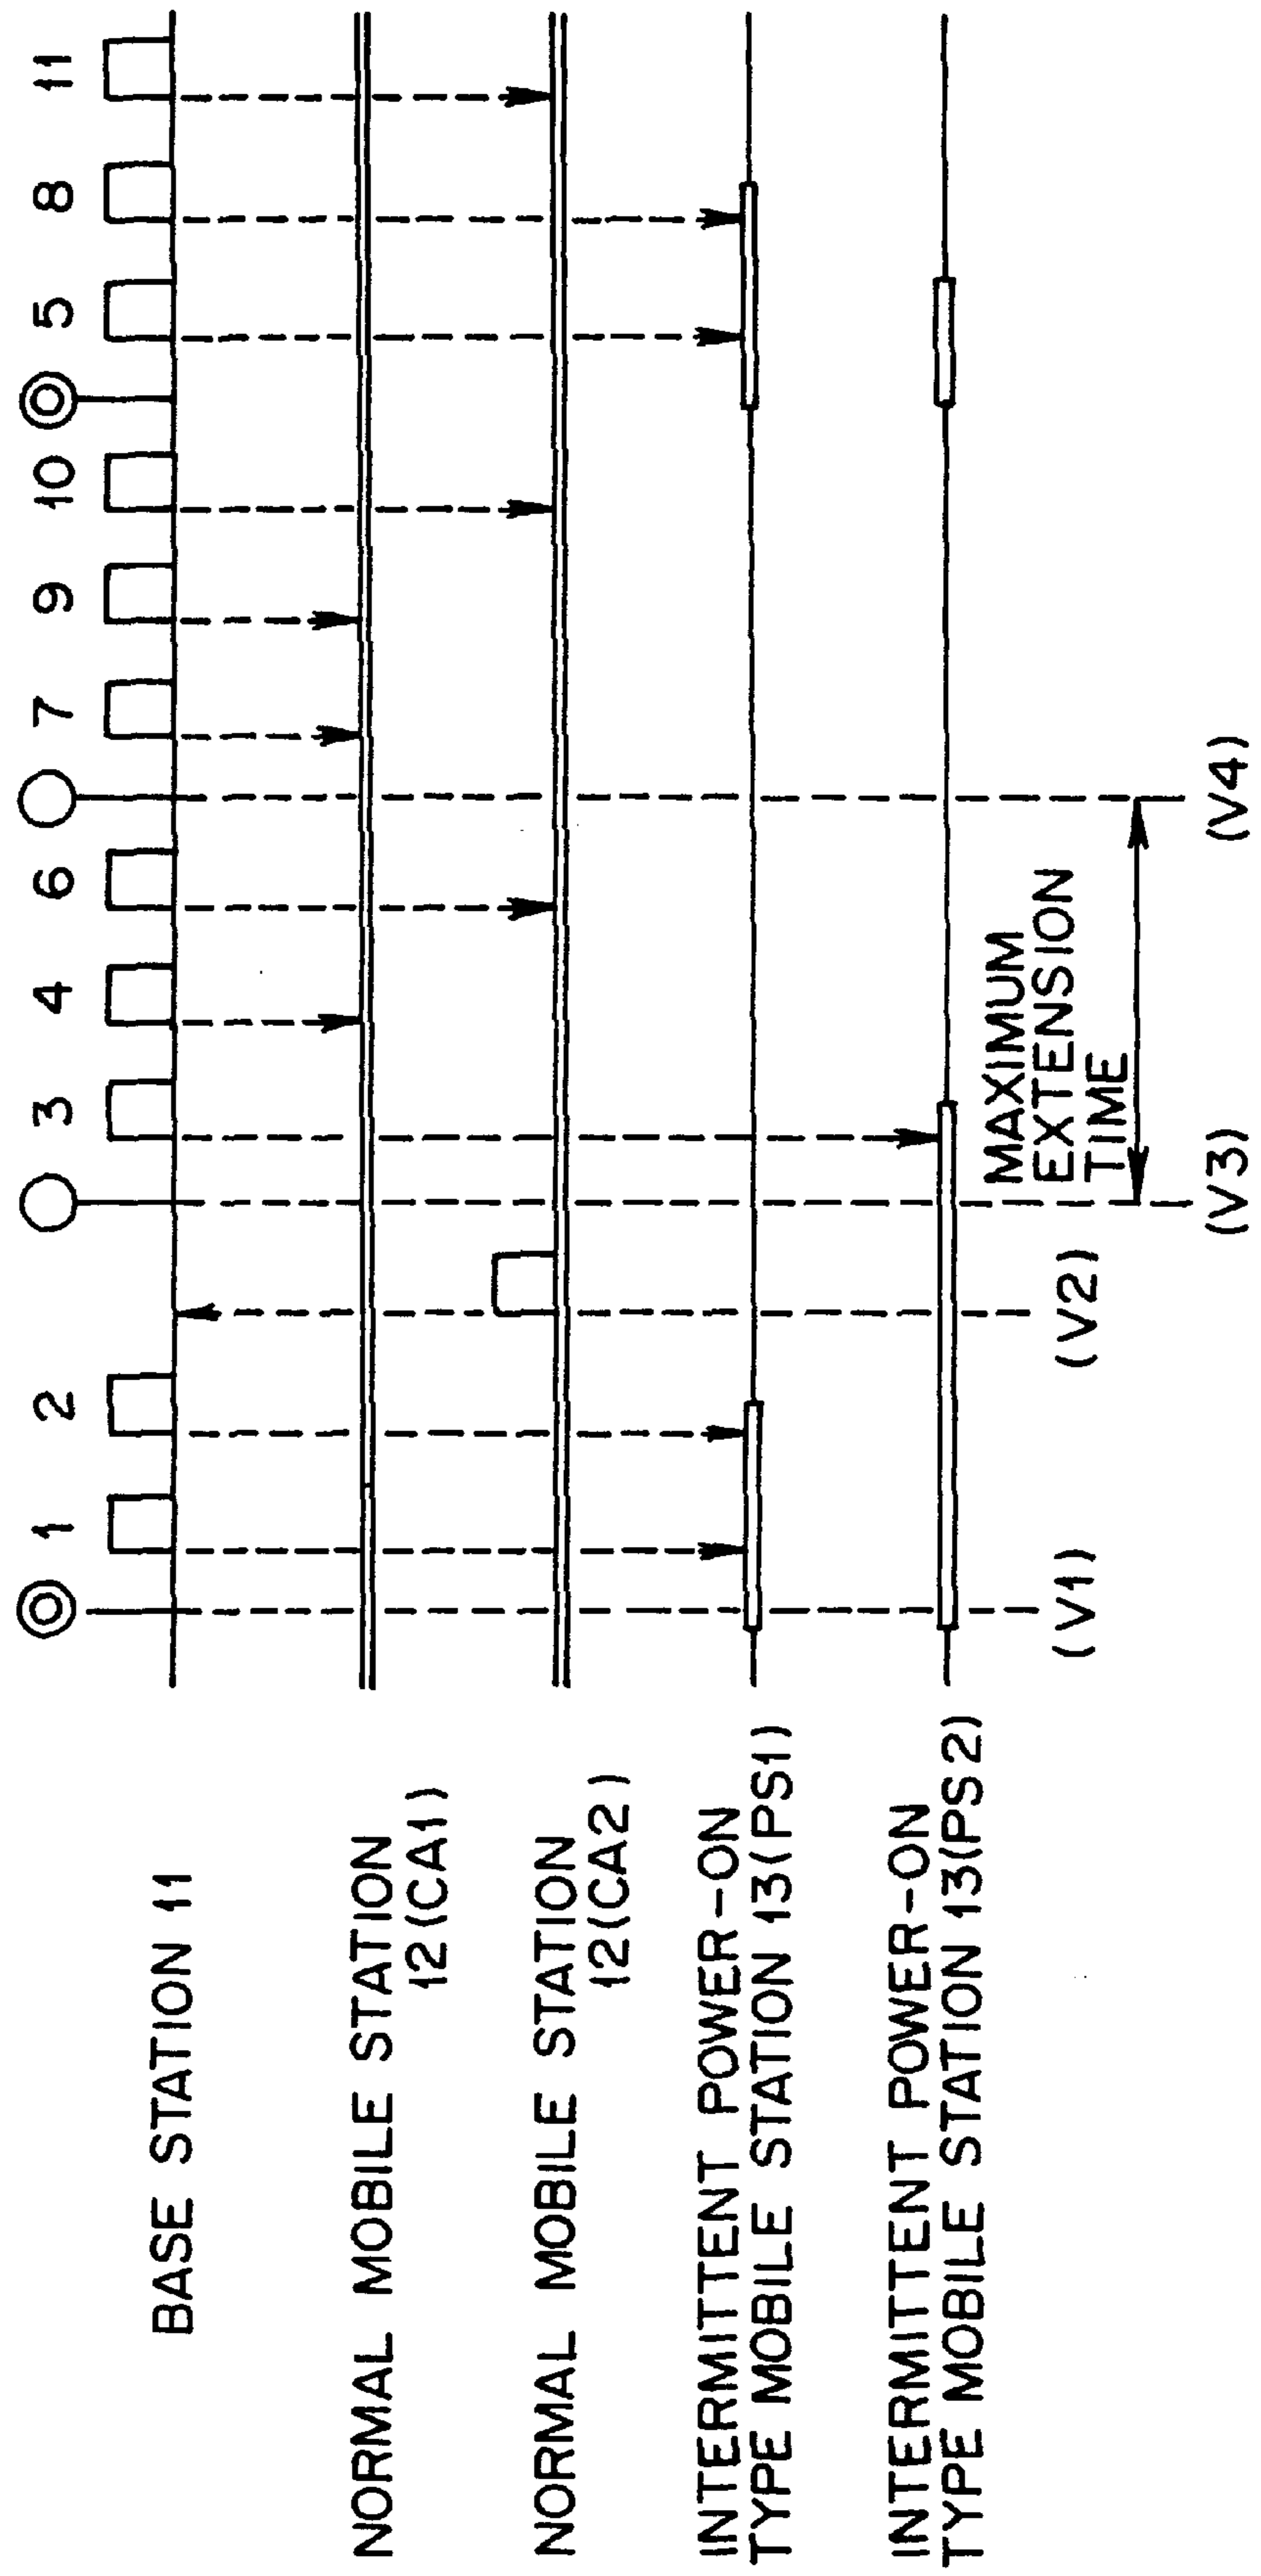 1 2 3 4 6 7 9 10 5 8 11
BASE STATION 11
NORMAL MOBILE STATION
12(CA1)
NORMAL MOBILE STATION
12(CA2)
INTERMITTENT POWER-ON
TYPE MOBILE STATION 13(PS1)
INTERMITTENT POWER-ON
TYPE MOBILE STATION 13(PS2)
MAXIMUM
EXTENSION
TIME
(V1)
(V2)
(V3)
(V4)